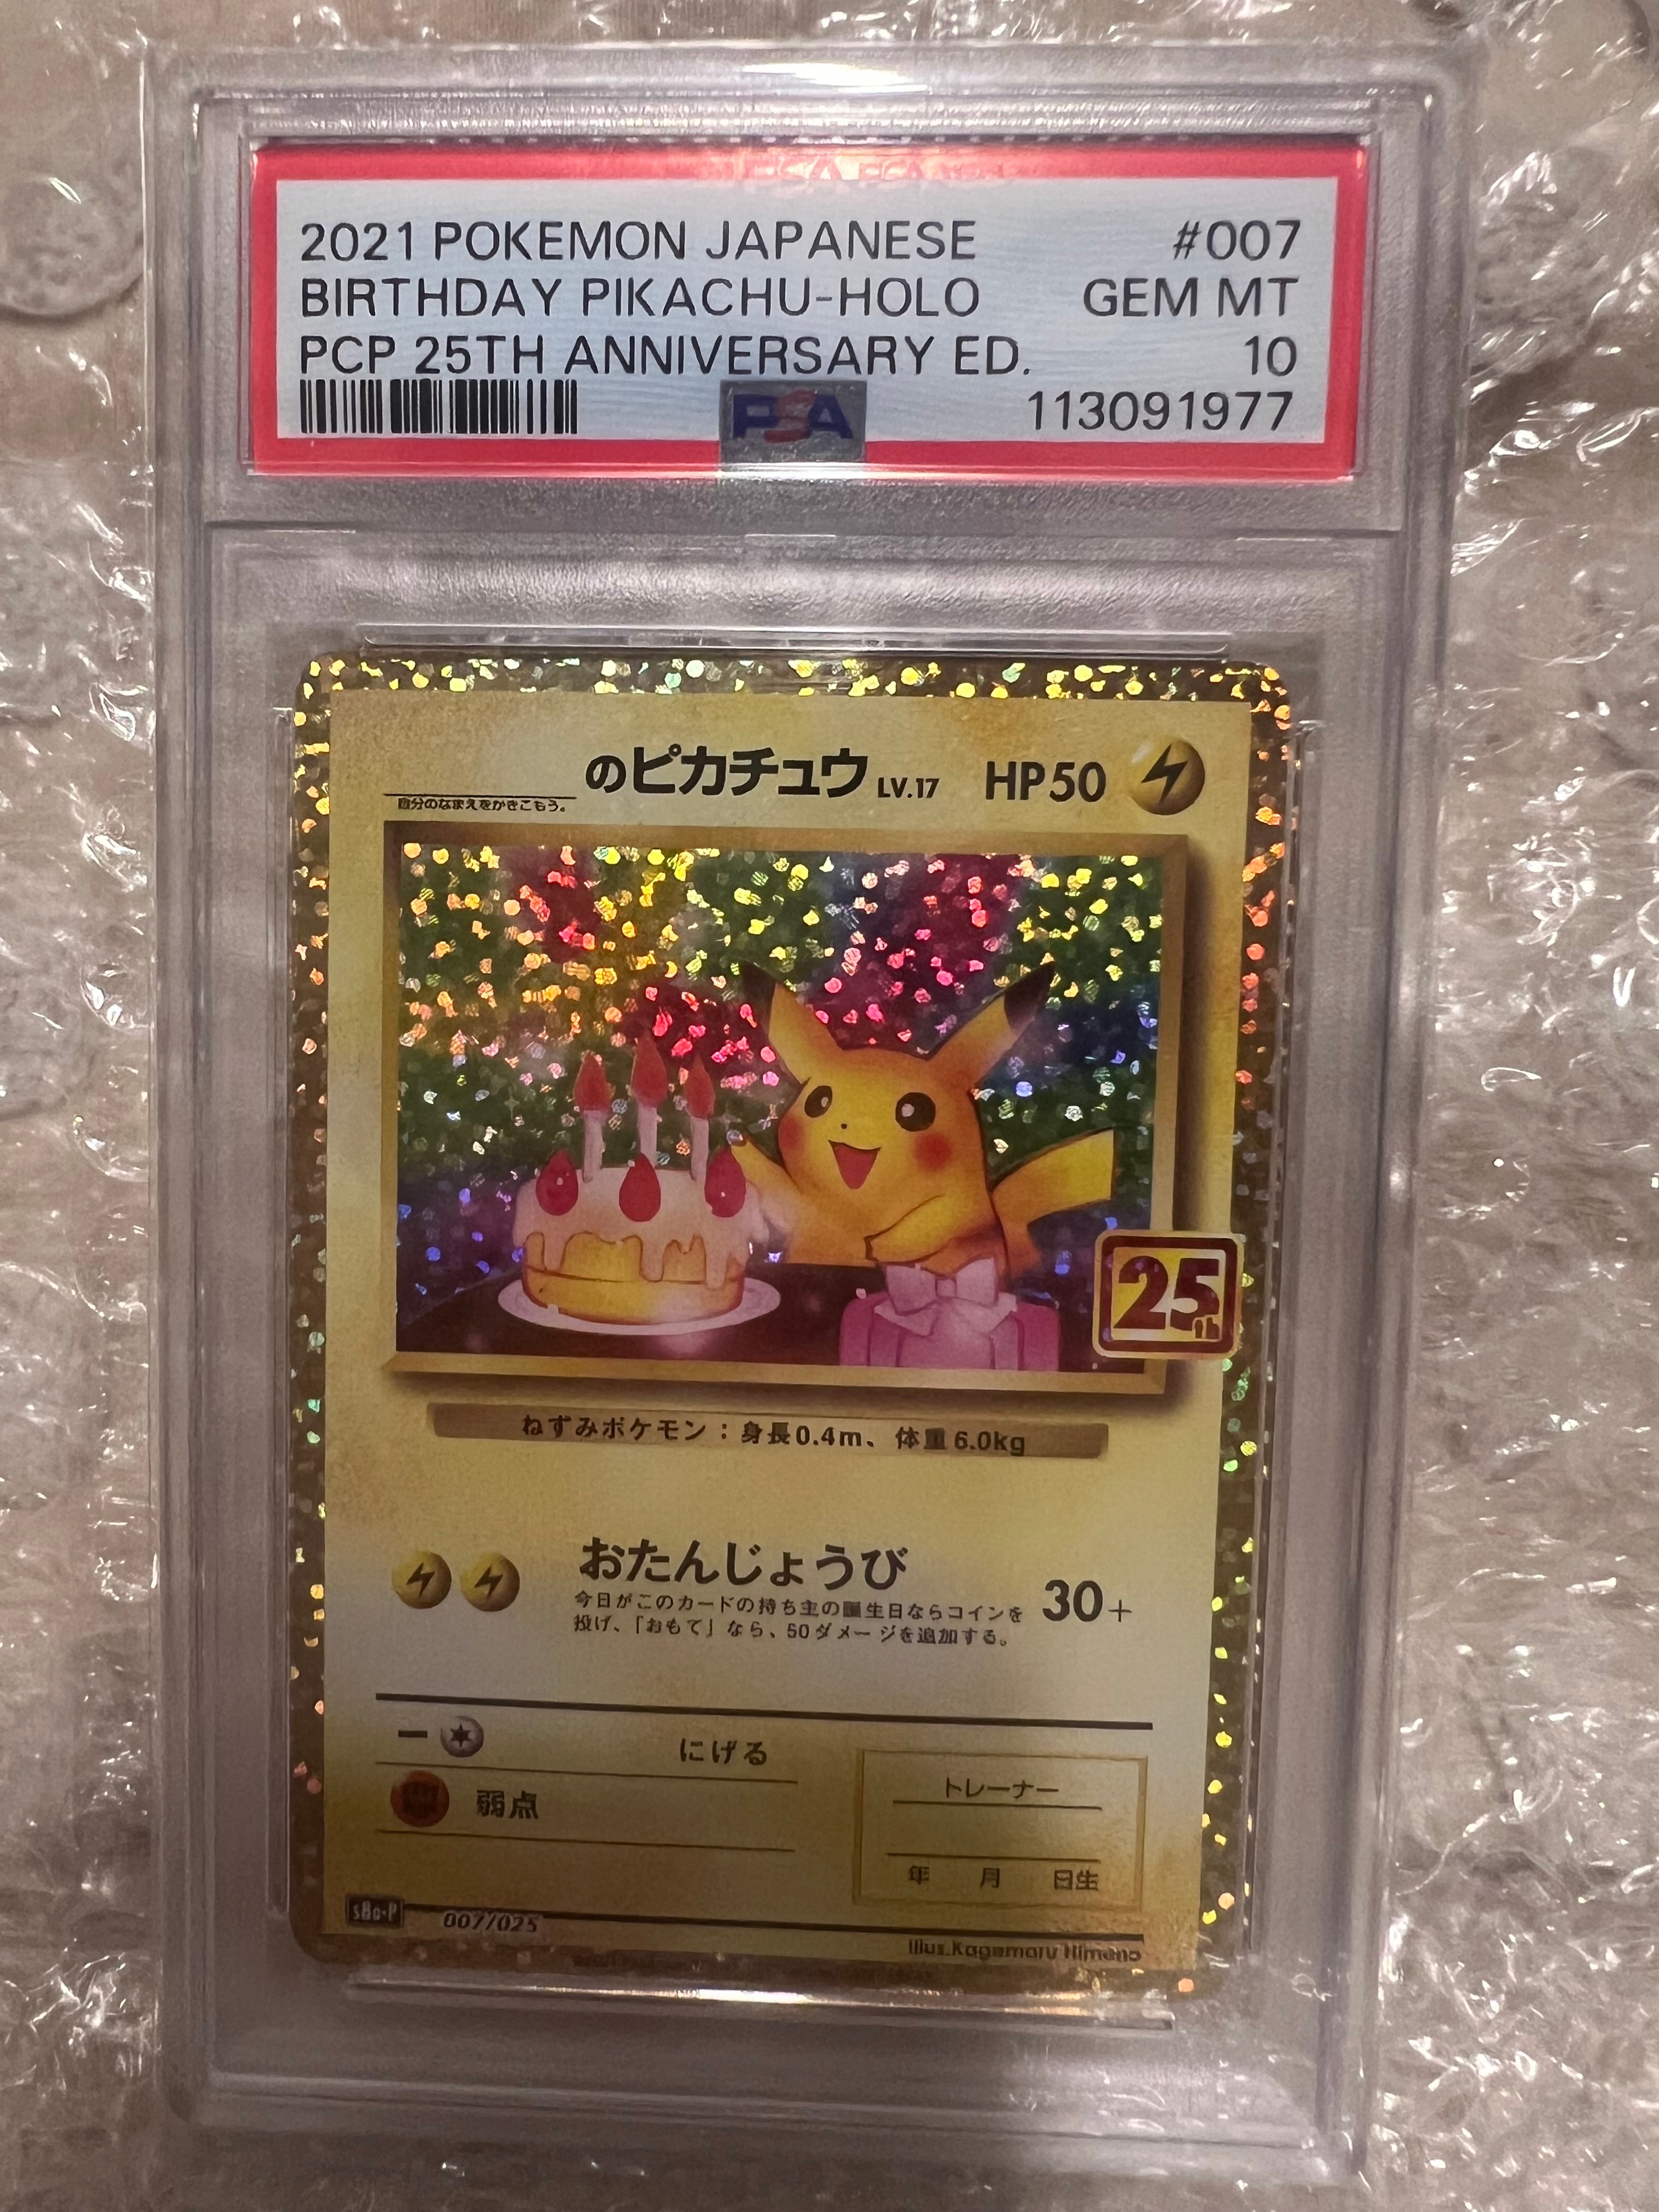 2021 POKEMON JAPANESE #007
BIRTHDAY PIKACHU-HOLO GEM MT
PCP 25TH ANNIVERSARY ED. 10
PSA 113091977
のピカチュウ LV.17 HP50
自分のなまえをかきこもう。
25th
ねずみポケモン：身長0.4m、体重6.0kg
おたんじょうび 30+
今日がこのカードの持ち主の誕生日ならコインを
投げ、「おもて」なら、50ダメージを追加する。
にげる
弱点
トレーナー
年 月 日生
s8a-P 007/025
Illus.Kagemaru Himeno